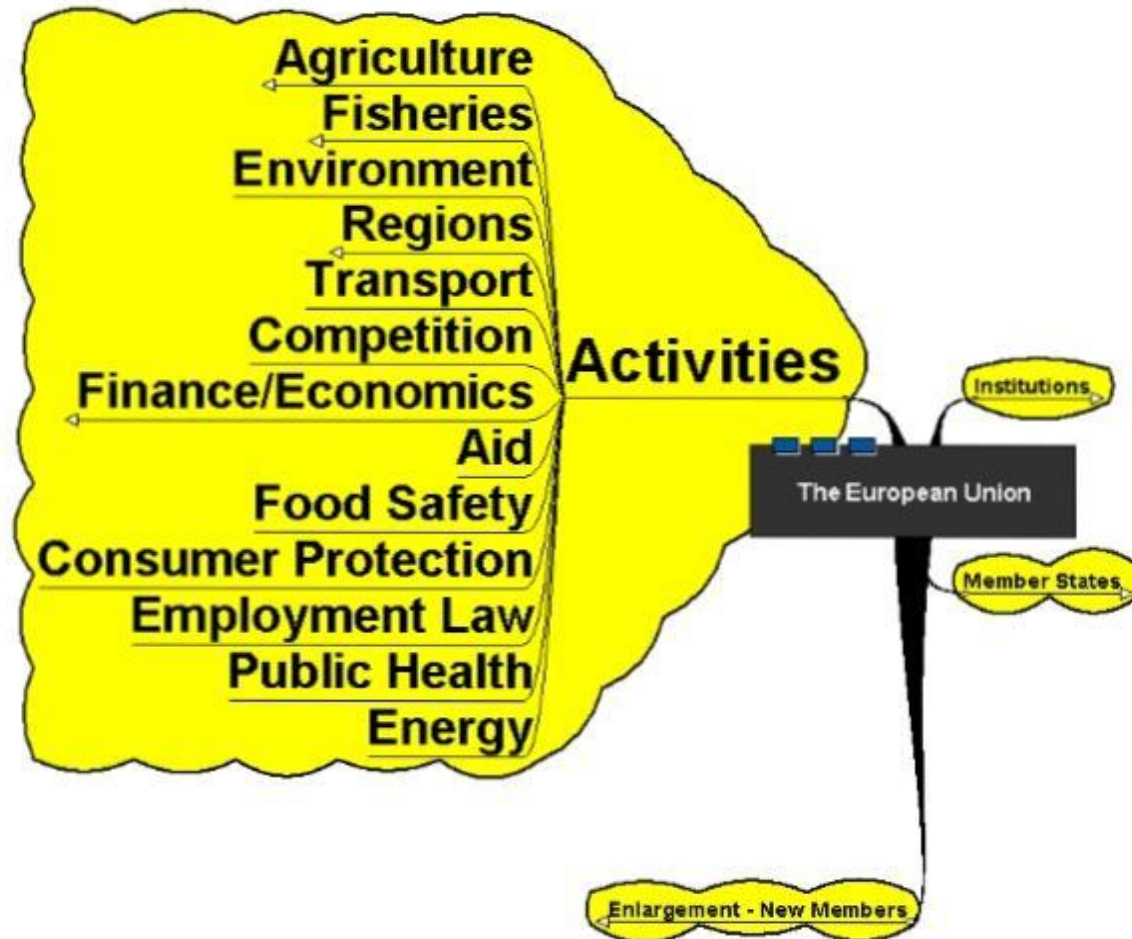 Agriculture
Fisheries
Environment
Regions
Transport
Competition
Finance/Economics
Aid
Food Safety
Consumer Protection
Employment Law
Public Health
Energy
Activities
Institutions
The European Union
Member States
Enlargement - New Members